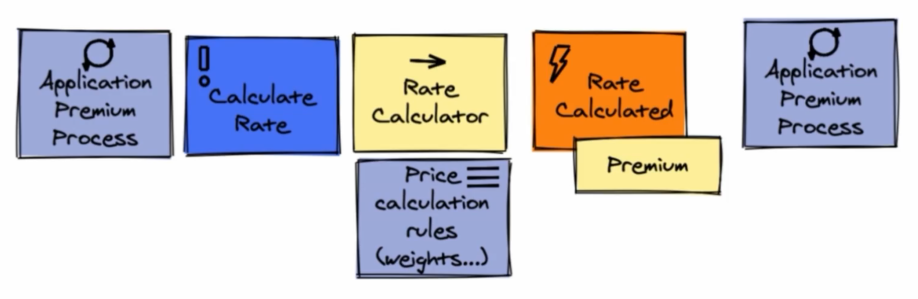 Application
Premium
Process
Calculate
Rate
Rate
Calculator
Price
calculation
rules
(weights...)
Rate
Calculated
Premium
Application
Premium
Process